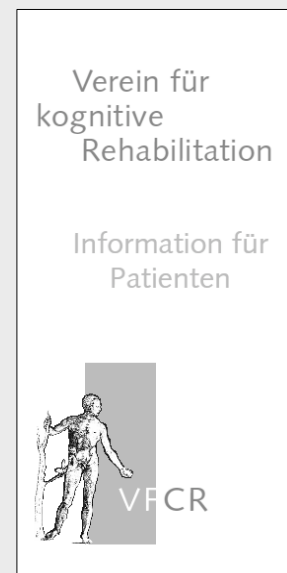 Verein für
kognitive
Rehabilitation
Information für
Patienten
VFCR